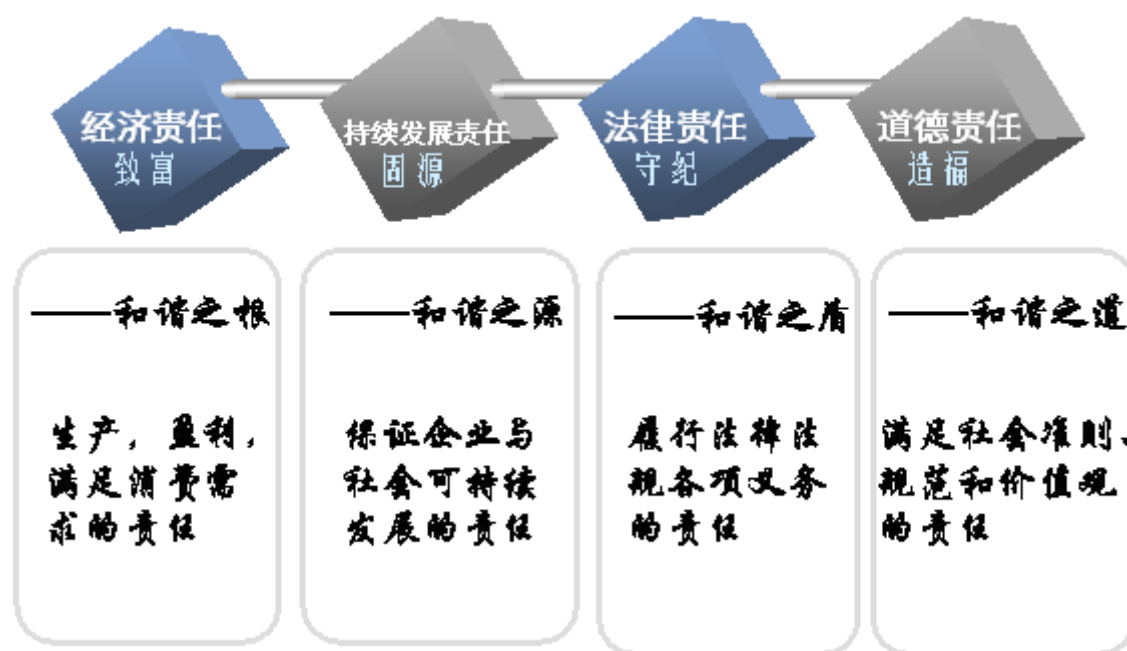 经济责任
致富
持续发展责任
固源
法律责任
守纪
道德责任
造福
——和谐之根
生产，盈利，
满足消费需
求的责任
——和谐之源
保证企业与
社会可持续
发展的责任
——和谐之盾
履行法律法
规各项义务
的责任
——和谐之道
满足社会准则、
规范和价值观
的责任